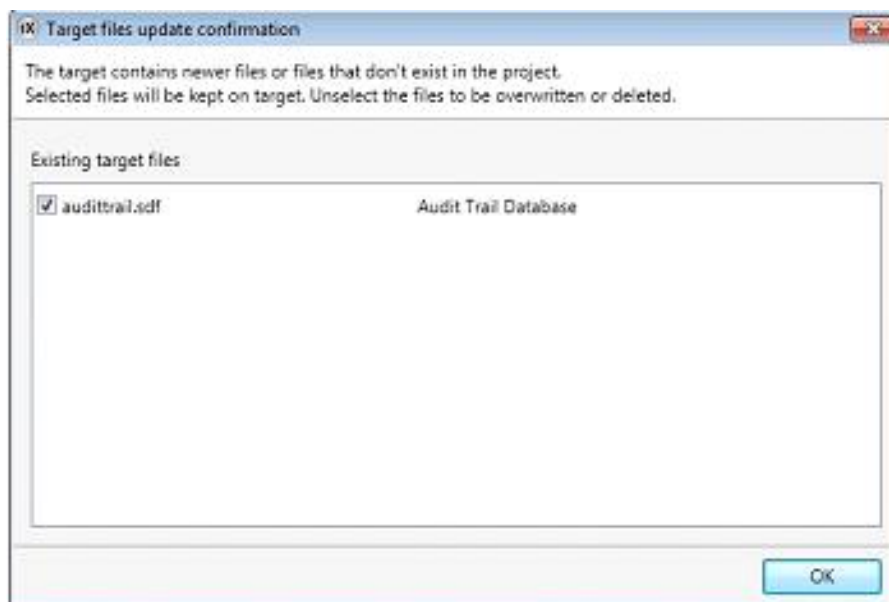 iX Target files update confirmation
The target contains newer files or files that don't exist in the project.
Selected files will be kept on target. Unselect the files to be overwritten or deleted.
Existing target files
audittrail.sdf Audit Trail Database
OK